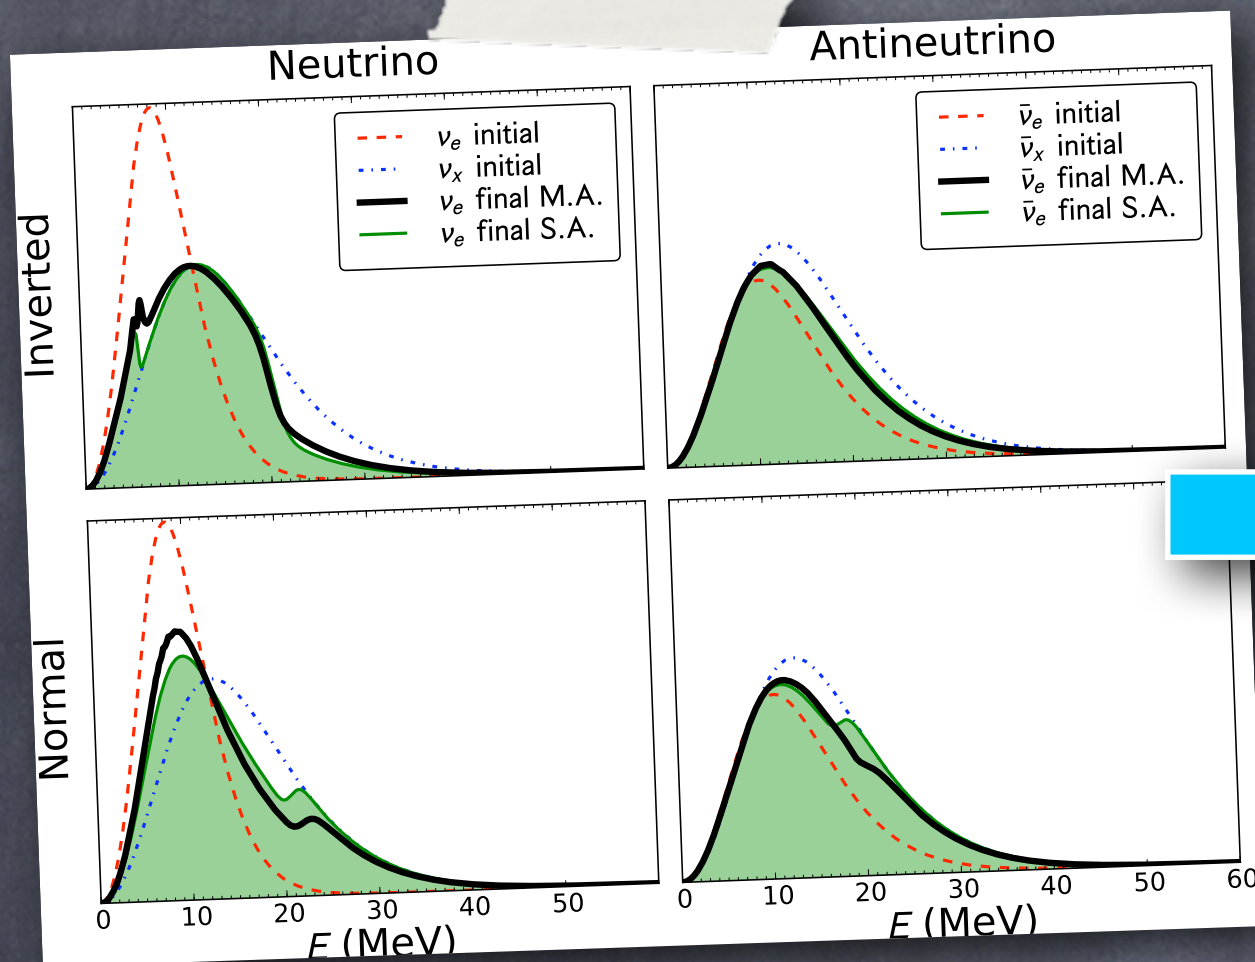 Neutrino
Antineutrino
Inverted
νₑ initial
νₓ initial
νₑ final M.A.
νₑ final S.A.
ν̄ₑ initial
ν̄ₓ initial
ν̄ₑ final M.A.
ν̄ₑ final S.A.
Normal
0 10 20 30 40 50
0 10 20 30 40 50 60
E (MeV)
E (MeV)